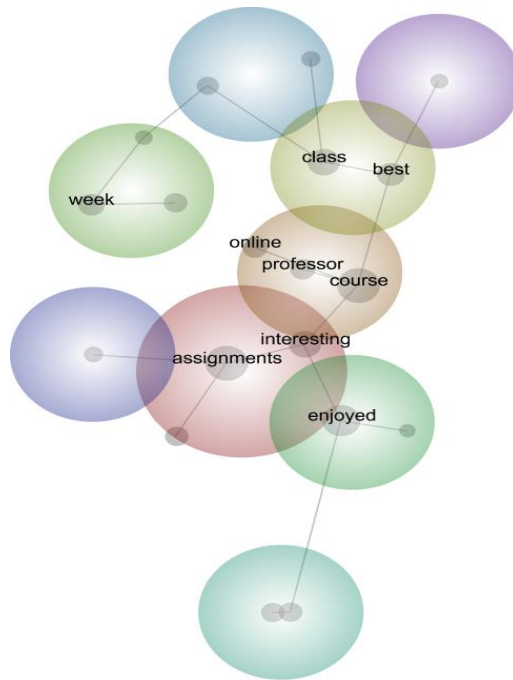 class
best
week
online
professor
course
interesting
assignments
enjoyed